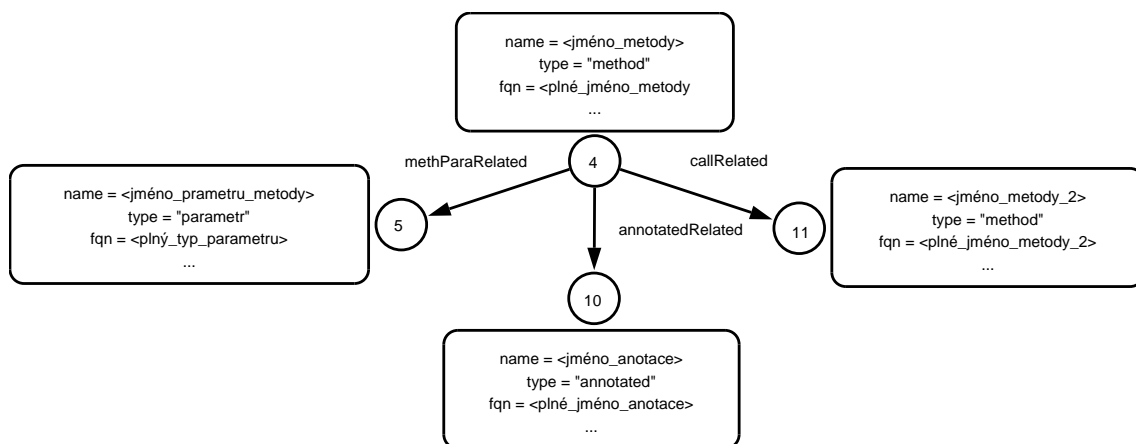 name = <jméno_metody>
type = "method"
fqn = <plné_jméno_metody
...
methParaRelated
4
callRelated
name = <jméno_prametru_metody>
type = "parametr"
fqn = <plný_typ_parametru>
...
5
annotatedRelated
11
name = <jméno_metody_2>
type = "method"
fqn = <plné_jméno_metody_2>
...
10
name = <jméno_anotace>
type = "annotated"
fqn = <plné_jméno_anotace>
...